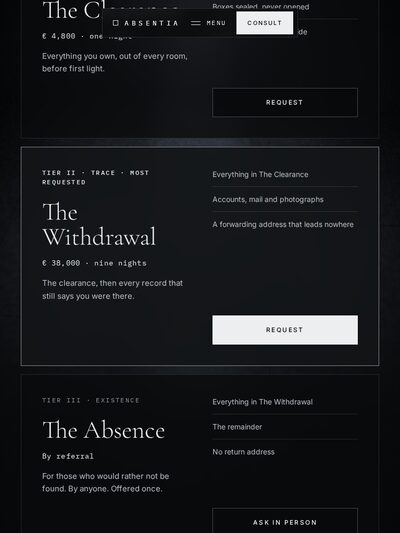 The
ABSENTIA
MENU
CONSULT
Boxes sealed, never opened
€ 4,800 · one night
Everything you own, out of every room,
before first light.
REQUEST
TIER II · TRACE · MOST
REQUESTED
The
Withdrawal
€ 38,000 · nine nights
The clearance, then every record that
still says you were there.
Everything in The Clearance
Accounts, mail and photographs
A forwarding address that leads nowhere
REQUEST
TIER III · EXISTENCE
The Absence
By referral
For those who would rather not be
found. By anyone. Offered once.
Everything in The Withdrawal
The remainder
No return address
ASK IN PERSON